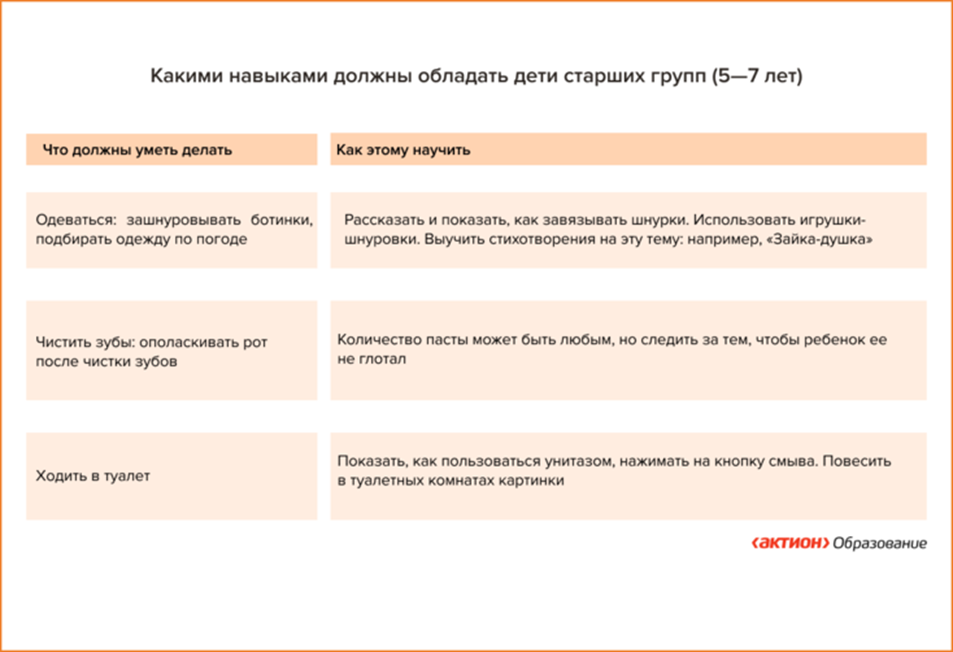 Какими навыками должны обладать дети старших групп (5—7 лет)
Что должны уметь делать
Как этому научить
Одеваться: зашнуровывать ботинки,
подбирать одежду по погоде
Рассказать и показать, как завязывать шнурки. Использовать игрушки-
шнуровки. Выучить стихотворения на эту тему: например, «Зайка-душка»
Чистить зубы: ополаскивать рот
после чистки зубов
Количество пасты может быть любым, но следить за тем, чтобы ребенок ее
не глотал
Ходить в туалет
Показать, как пользоваться унитазом, нажимать на кнопку смыва. Повесить
в туалетных комнатах картинки
‹актион› Образование